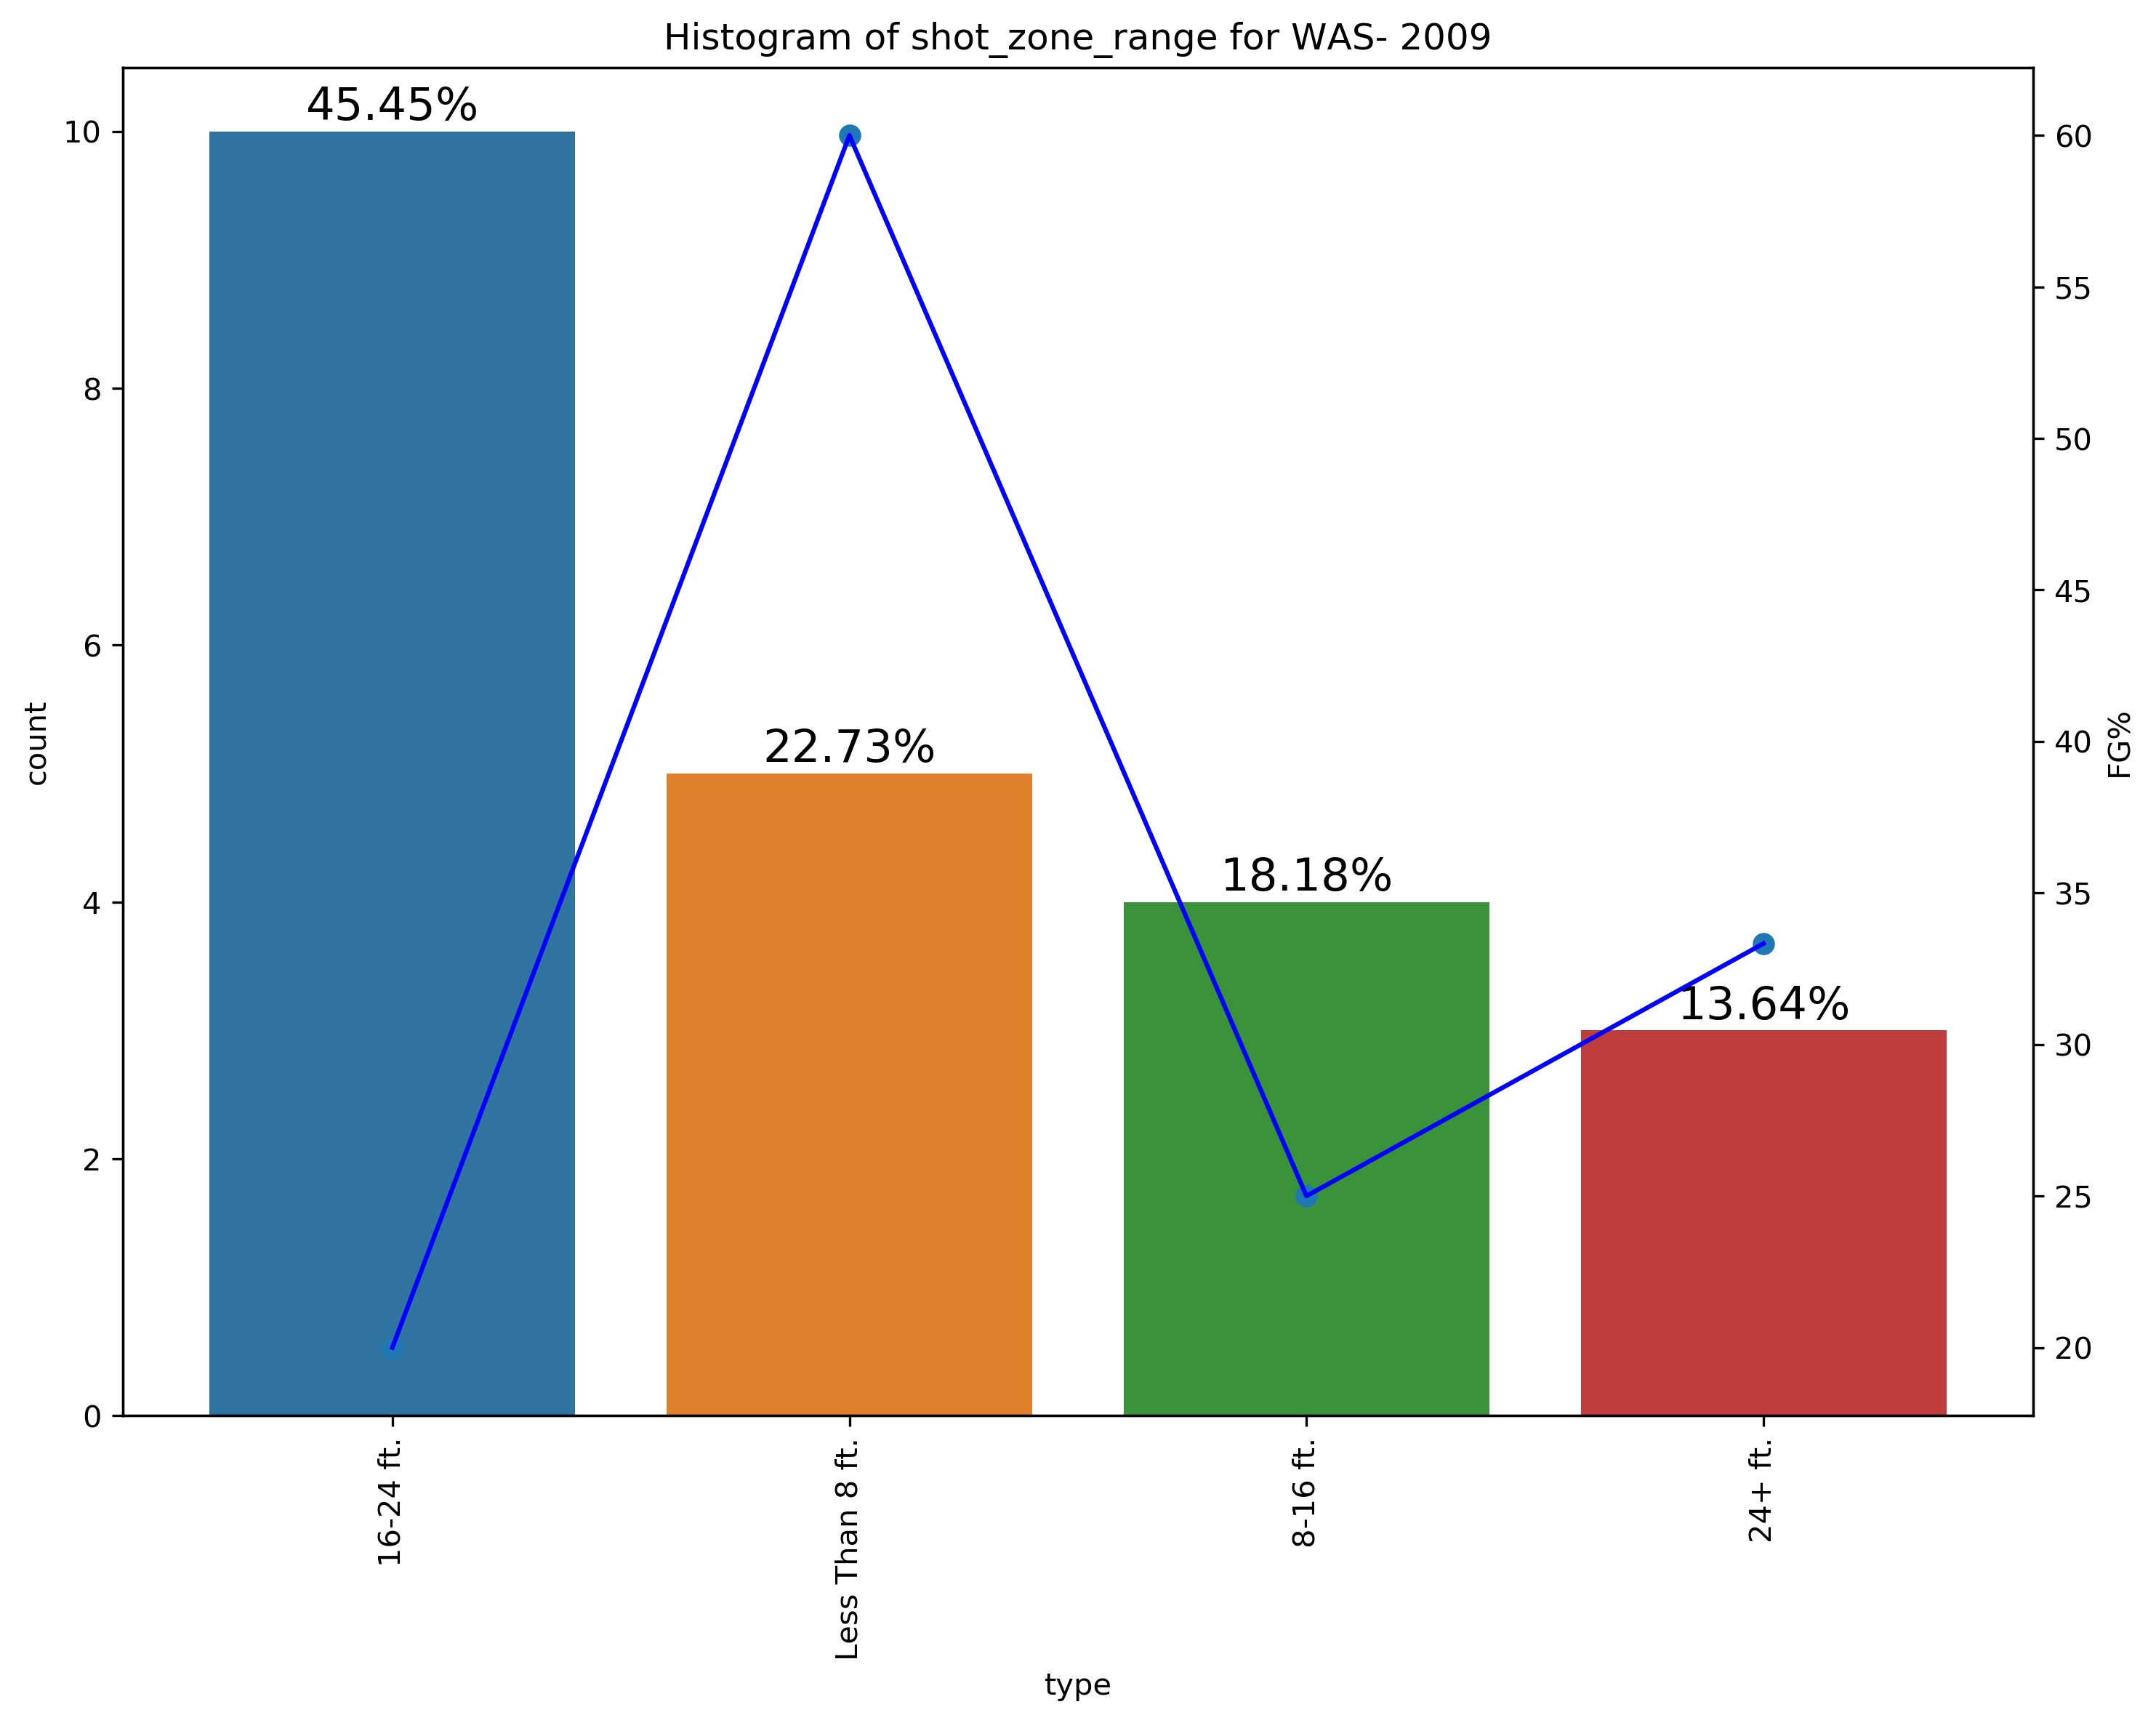 Histogram of shot_zone_range for WAS- 2009
45.45%
22.73%
18.18%
13.64%
count
10
8
6
4
2
0
FG%
60
55
50
45
40
35
30
25
20
16-24 ft.
Less Than 8 ft.
8-16 ft.
24+ ft.
type